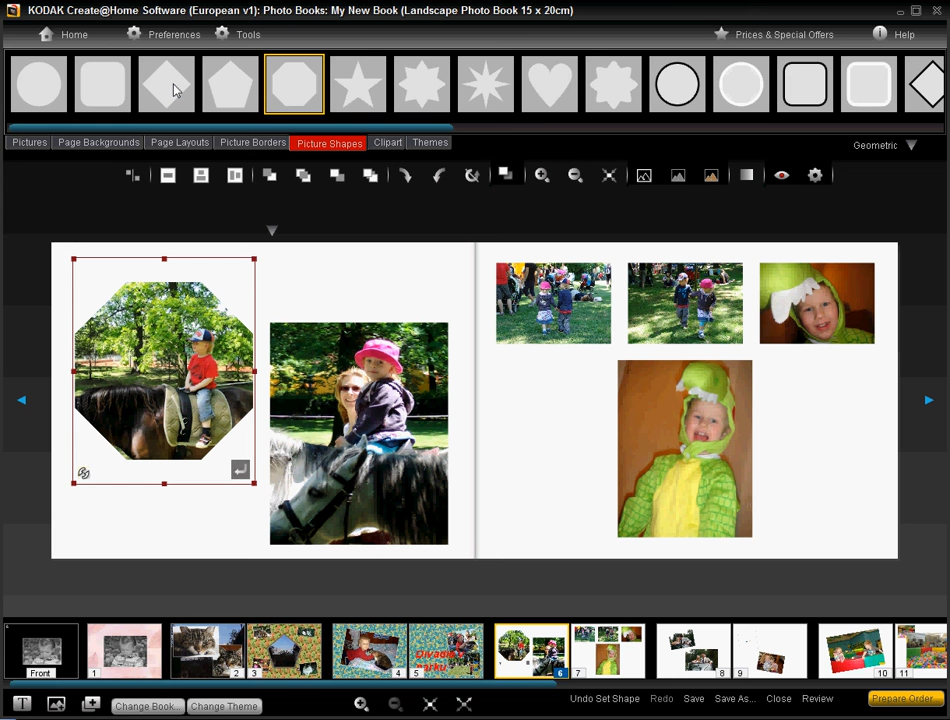 KODAK Create@Home Software (European v1): Photo Books: My New Book (Landscape Photo Book 15 x 20cm)
Home Preferences Tools Prices & Special Offers Help
Pictures Page Backgrounds Page Layouts Picture Borders Picture Shapes Clipart Themes Geometric
Front 1 2 3 4 5 6 7 8 9 10 11
Divadlo
parku
T Change Book... Change Theme Undo Set Shape Redo Save Save As... Close Review Prepare Order...